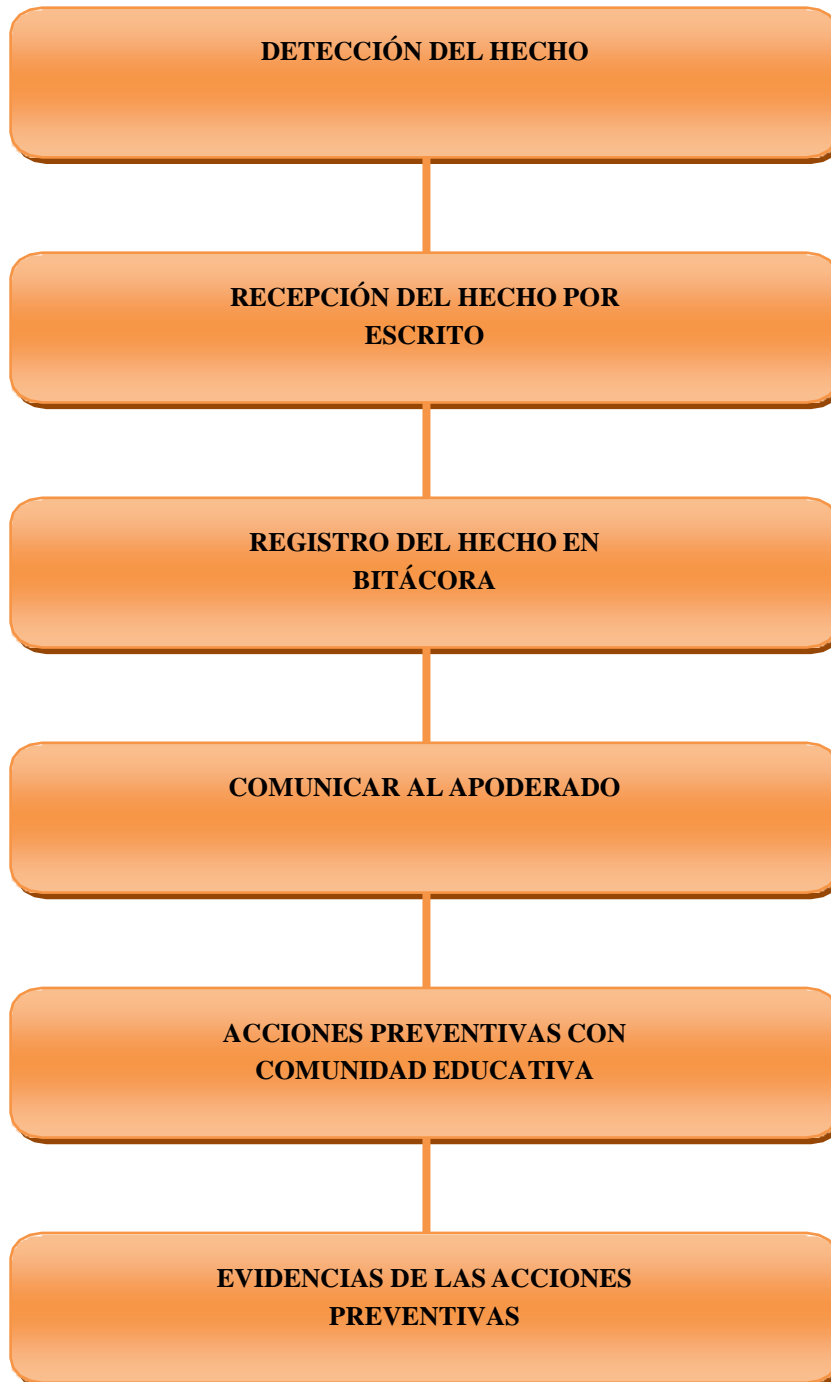 DETECCIÓN DEL HECHO
RECEPCIÓN DEL HECHO POR
ESCRITO
REGISTRO DEL HECHO EN
BITÁCORA
COMUNICAR AL APODERADO
ACCIONES PREVENTIVAS CON
COMUNIDAD EDUCATIVA
EVIDENCIAS DE LAS ACCIONES
PREVENTIVAS